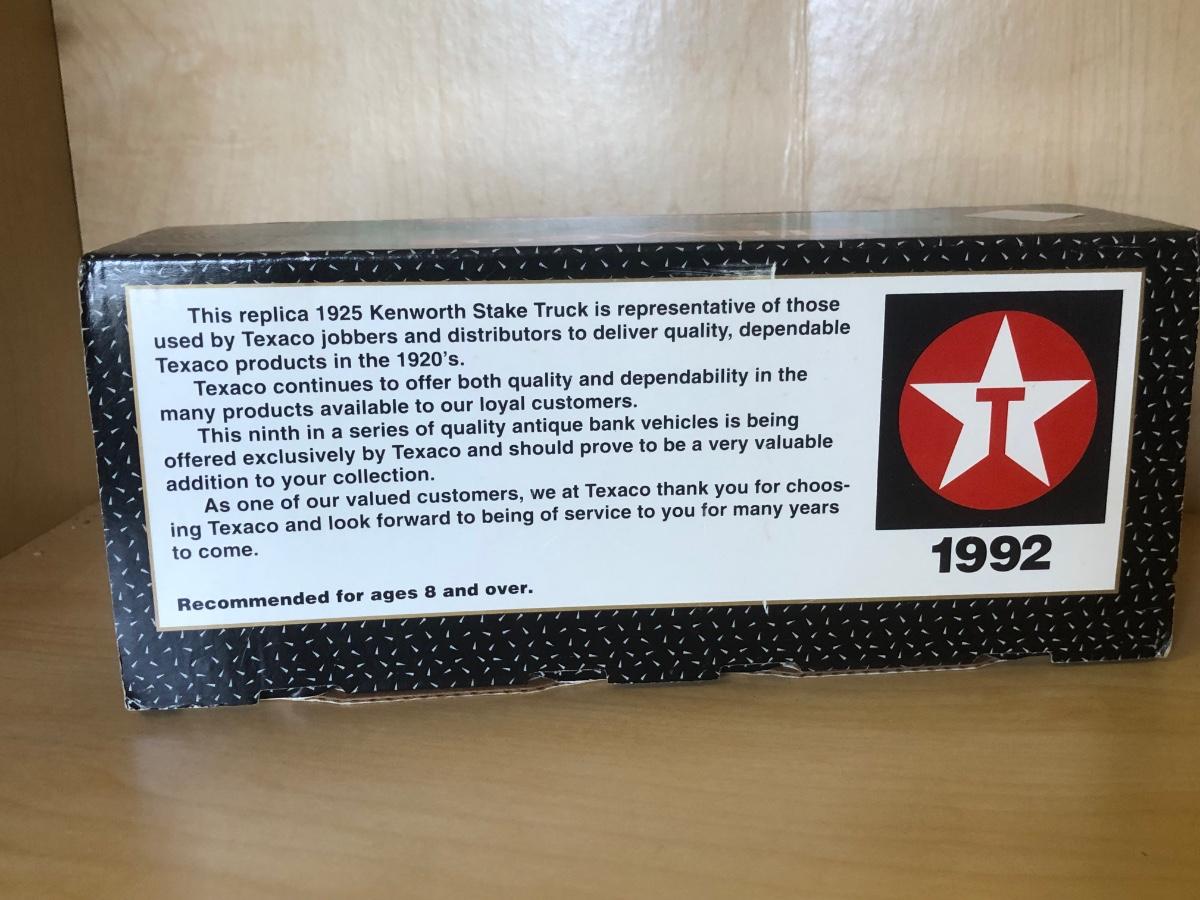 This replica 1925 Kenworth Stake Truck is representative of those
used by Texaco jobbers and distributors to deliver quality, dependable
Texaco products in the 1920's.
Texaco continues to offer both quality and dependability in the
many products available to our loyal customers.
This ninth in a series of quality antique bank vehicles is being
offered exclusively by Texaco and should prove to be a very valuable
addition to your collection.
As one of our valued customers, we at Texaco thank you for choos-
ing Texaco and look forward to being of service to you for many years
to come.
Recommended for ages 8 and over.
T
1992